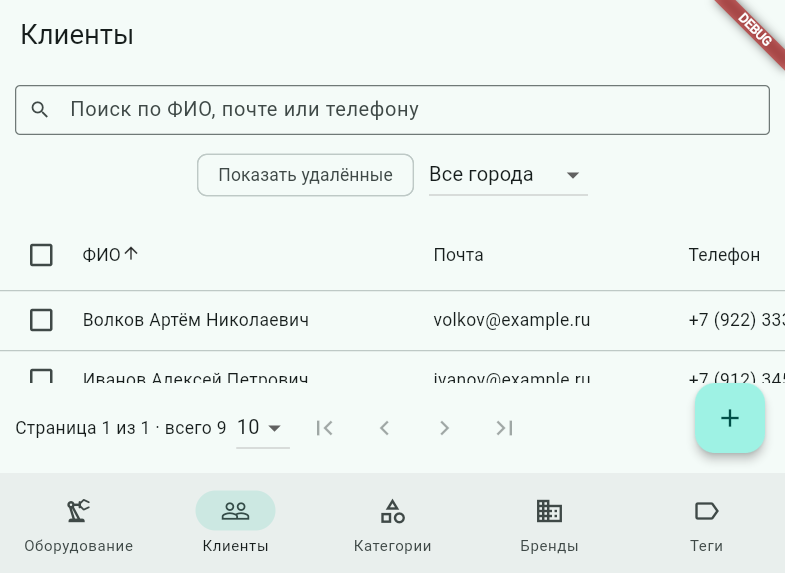 Клиенты
DEBUG
Поиск по ФИО, почте или телефону
Показать удалённые Все города
ФИО Почта Телефон
Волков Артём Николаевич volkov@example.ru +7 (922) 333
Иванов Алексей Петрович ivanov@example.ru +7 (912) 345
Страница 1 из 1 · всего 9 10
Оборудование Клиенты Категории Бренды Теги